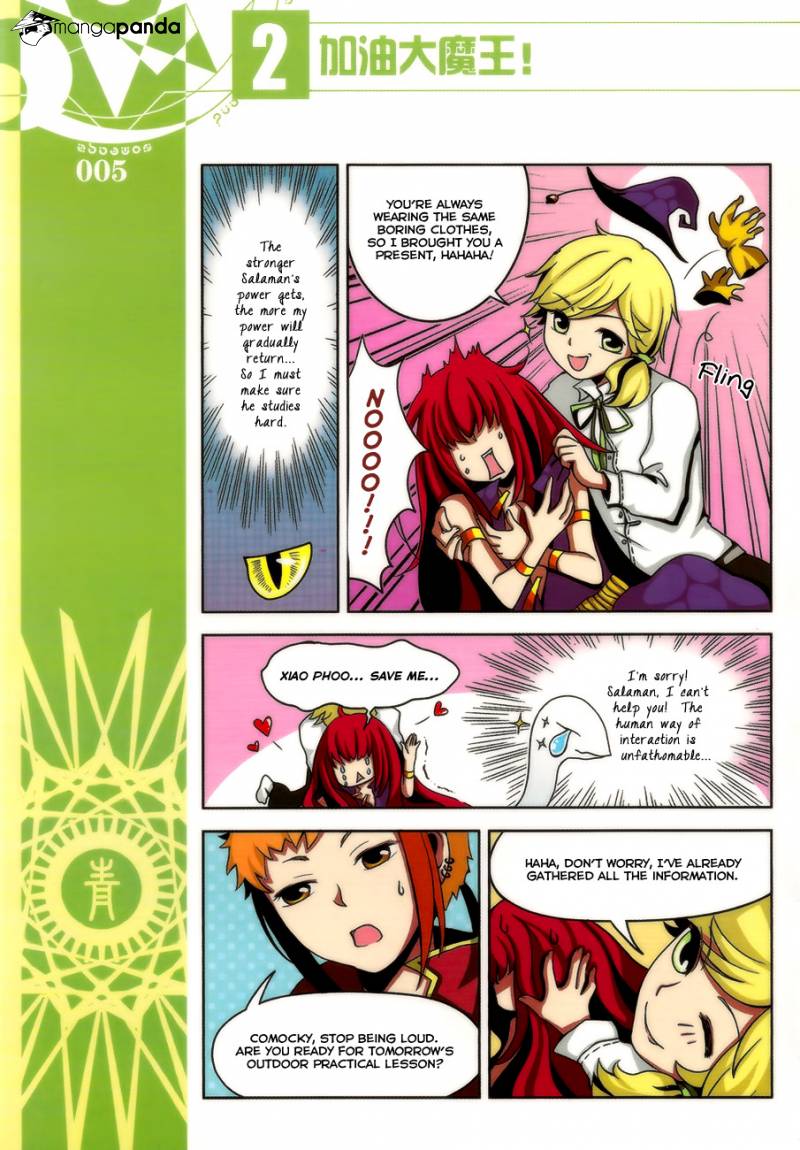 mangapanda
2 加油大魔王!
005
The
stronger
Salaman's
power gets,
the more my
power will
gradually
return...
So I must
make sure
he studies
hard.
YOU'RE ALWAYS
WEARING THE SAME
BORING CLOTHES,
SO I BROUGHT YOU A
PRESENT, HAHAHA!
Fling
NOOOO!!!
XIAO PHOO... SAVE ME...
I'm sorry!
Salaman, I can't
help you! The
human way of
interaction is
unfathomable...
COMOCKY, STOP BEING LOUD.
ARE YOU READY FOR TOMORROW'S
OUTDOOR PRACTICAL LESSON?
HAHA, DON'T WORRY, I'VE ALREADY
GATHERED ALL THE INFORMATION.
青